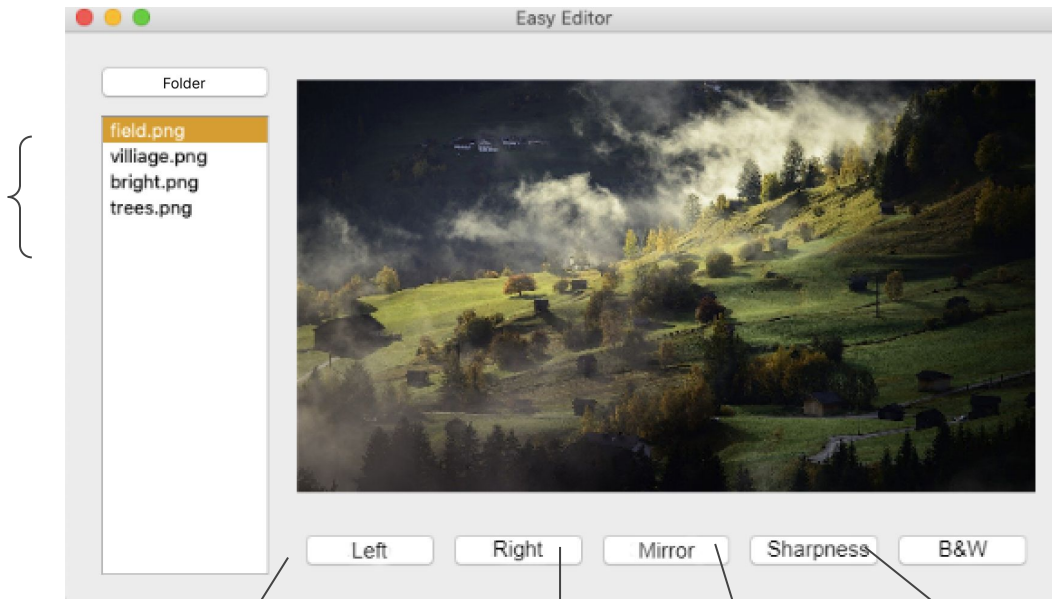 Easy Editor
Folder
field.png
villiage.png
bright.png
trees.png
Left
Right
Mirror
Sharpness
B&W